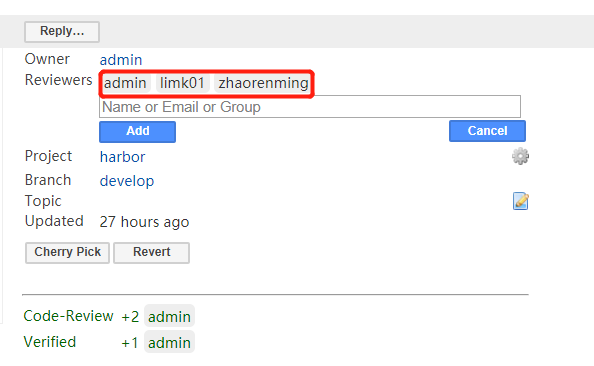 Reply...
Owner admin
Reviewers admin limk01 zhaorenming
Name or Email or Group
Add Cancel
Project harbor
Branch develop
Topic
Updated 27 hours ago
Cherry Pick Revert
Code-Review +2 admin
Verified +1 admin